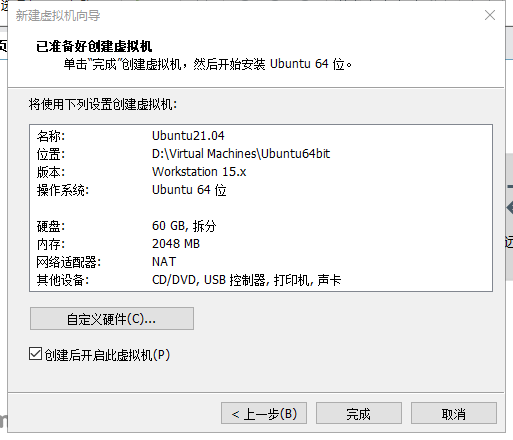 新建虚拟机向导
已准备好创建虚拟机
单击“完成”创建虚拟机，然后开始安装 Ubuntu 64 位。
将使用下列设置创建虚拟机:
名称: Ubuntu21.04
位置: D:\Virtual Machines\Ubuntu64bit
版本: Workstation 15.x
操作系统: Ubuntu 64 位
硬盘: 60 GB, 拆分
内存: 2048 MB
网络适配器: NAT
其他设备: CD/DVD, USB 控制器, 打印机, 声卡
自定义硬件(C)...
创建后开启此虚拟机(P)
< 上一步(B) 完成 取消